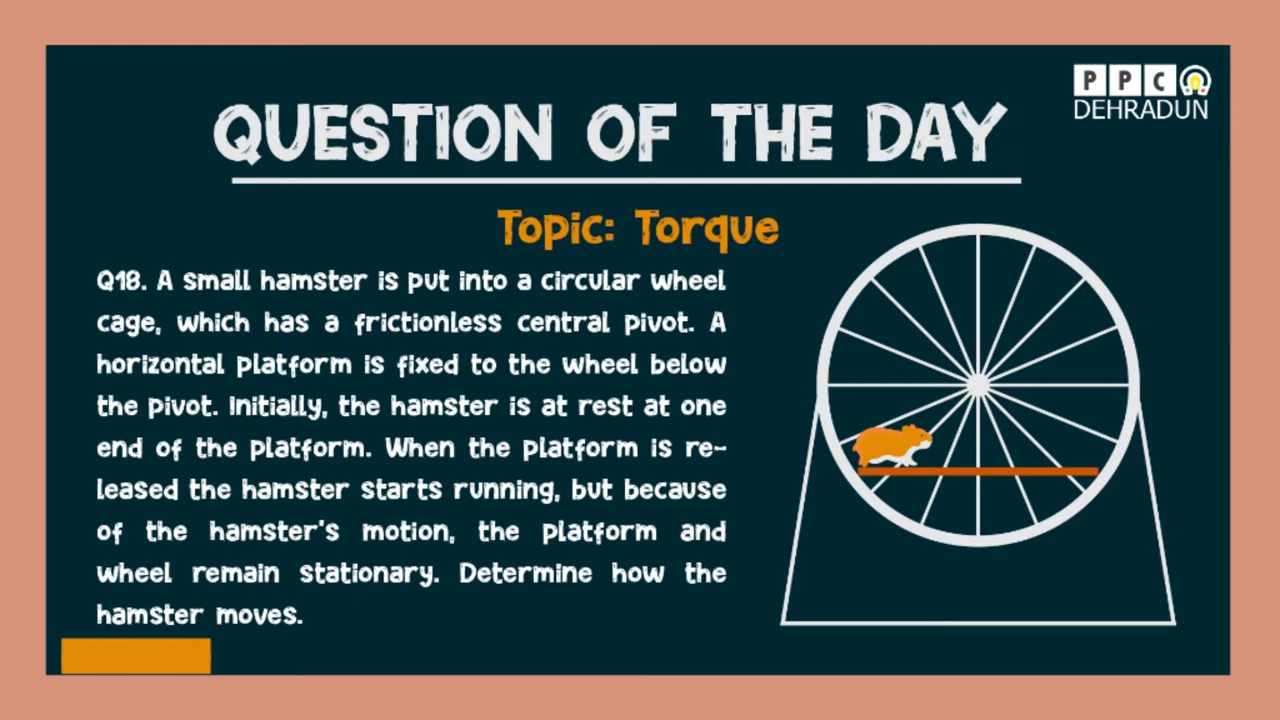 PPC
DEHRADUN
QUESTION OF THE DAY
Topic: Torque
Q18. A small hamster is put into a circular wheel
cage, which has a frictionless central pivot. A
horizontal platform is fixed to the wheel below
the pivot. Initially, the hamster is at rest at one
end of the platform. When the platform is re-
leased the hamster starts running, but because
of the hamster's motion, the platform and
wheel remain stationary. Determine how the
hamster moves.